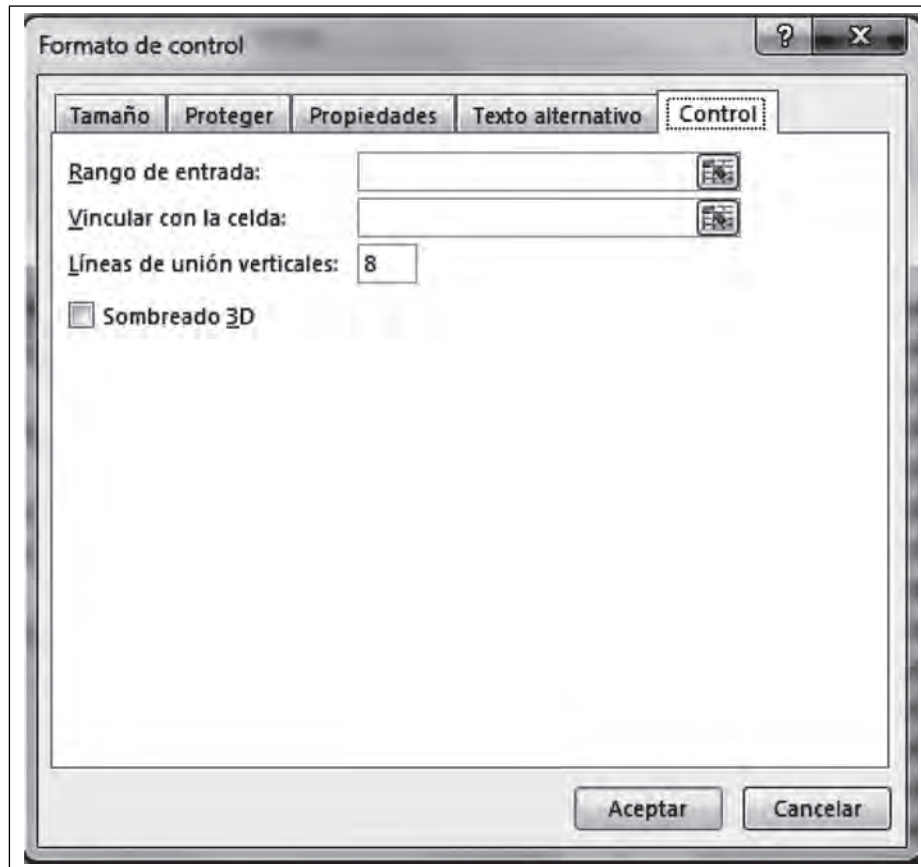 Formato de control
?
Tamaño Proteger Propiedades Texto alternativo Control
Rango de entrada:
Vincular con la celda:
Líneas de unión verticales: 8
Sombreado 3D
Aceptar Cancelar